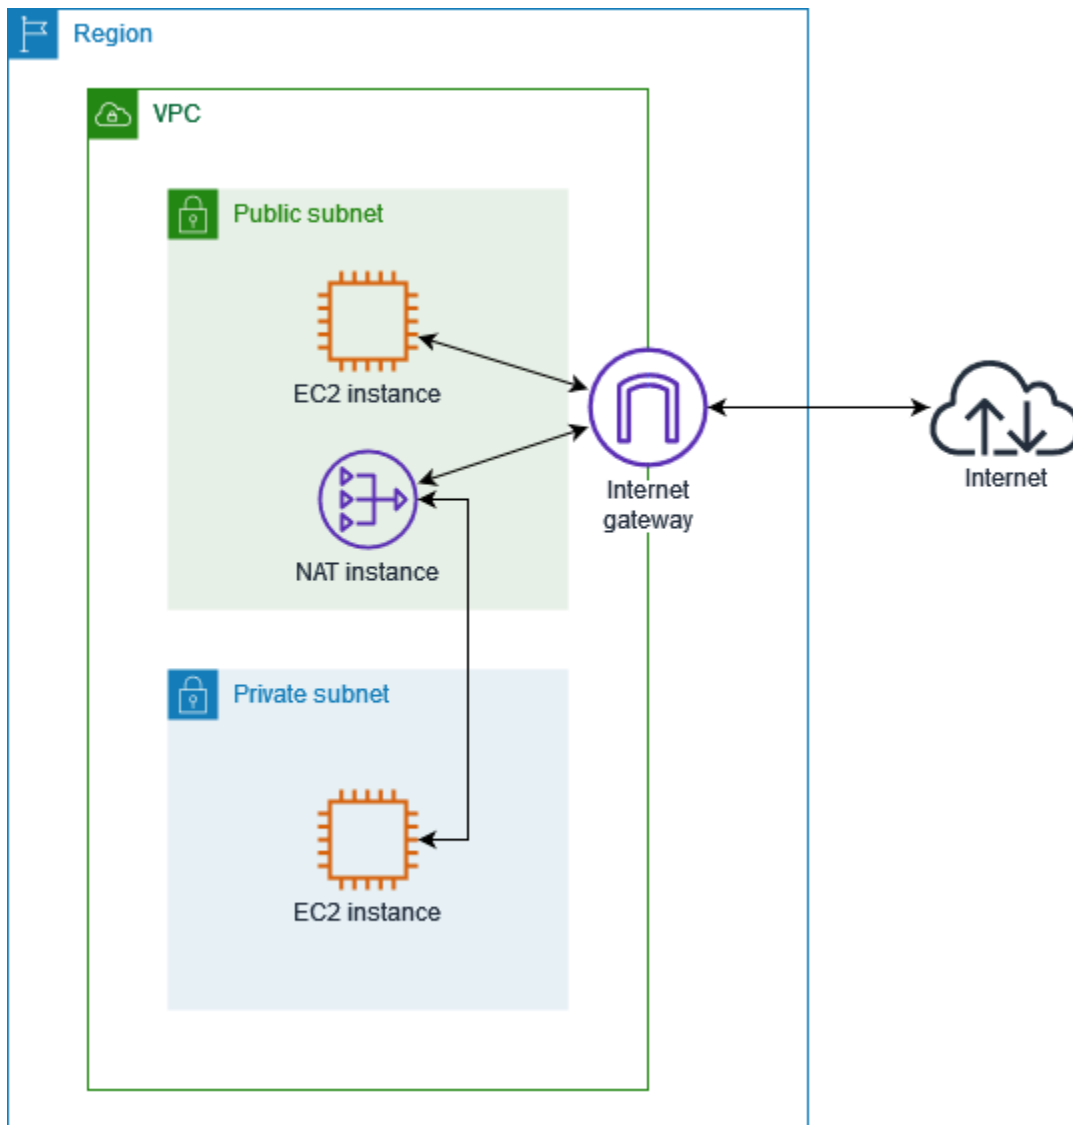 Region
VPC
Public subnet
EC2 instance
NAT instance
Internet
gateway
Internet
Private subnet
EC2 instance